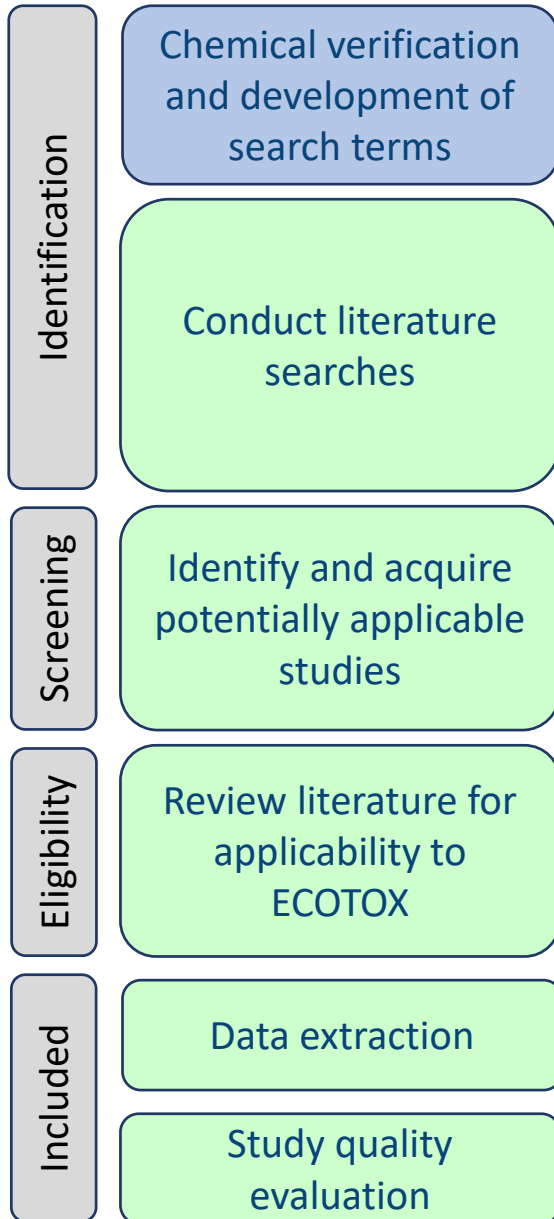 Identification
Chemical verification
and development of
search terms
Conduct literature
searches
Screening
Identify and acquire
potentially applicable
studies
Eligibility
Review literature for
applicability to
ECOTOX
Included
Data extraction
Study quality
evaluation